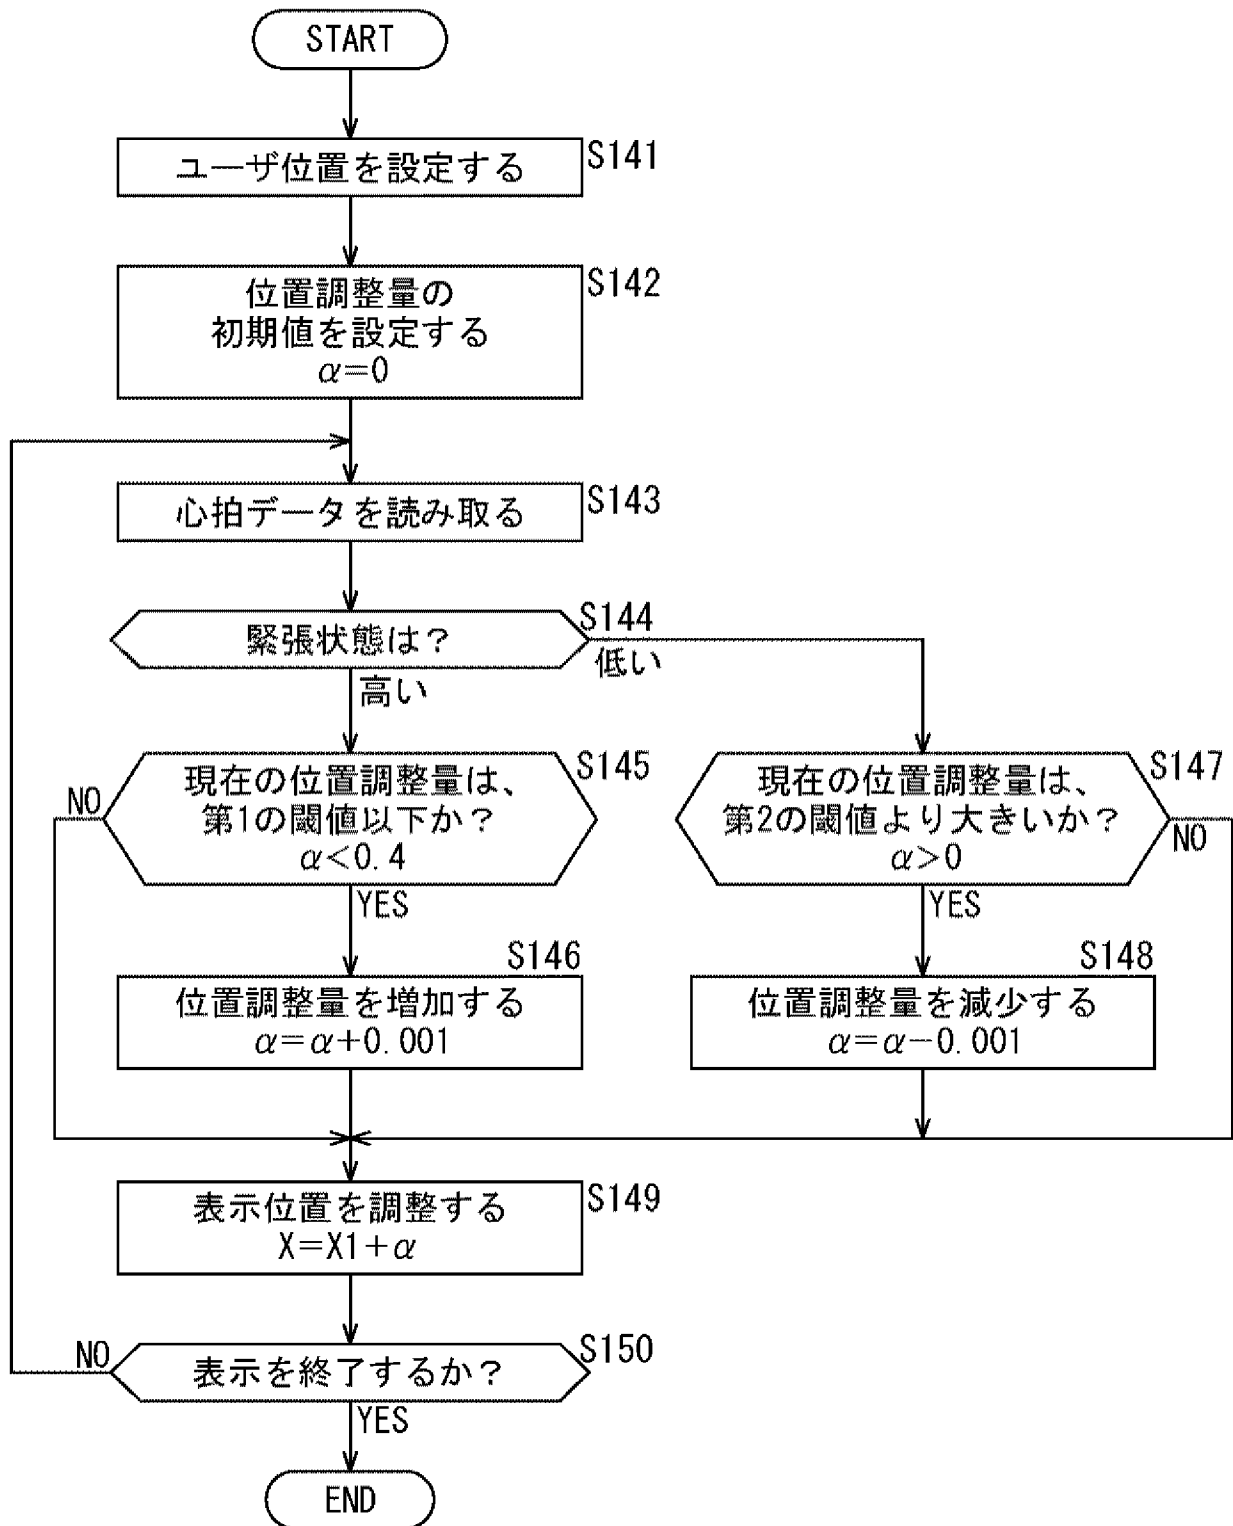 START
ユーザ位置を設定する
S141
位置調整量の
初期値を設定する
α=0
S142
心拍データを読み取る
S143
緊張状態は?
S144
低い
高い
現在の位置調整量は、
第1の閾値以下か?
α<0.4
S145
NO
YES
現在の位置調整量は、
第2の閾値より大きいか?
α>0
S147
NO
YES
S146
位置調整量を増加する
α=α+0.001
S148
位置調整量を減少する
α=α-0.001
表示位置を調整する
X=X1+α
S149
表示を終了するか?
S150
NO
YES
END